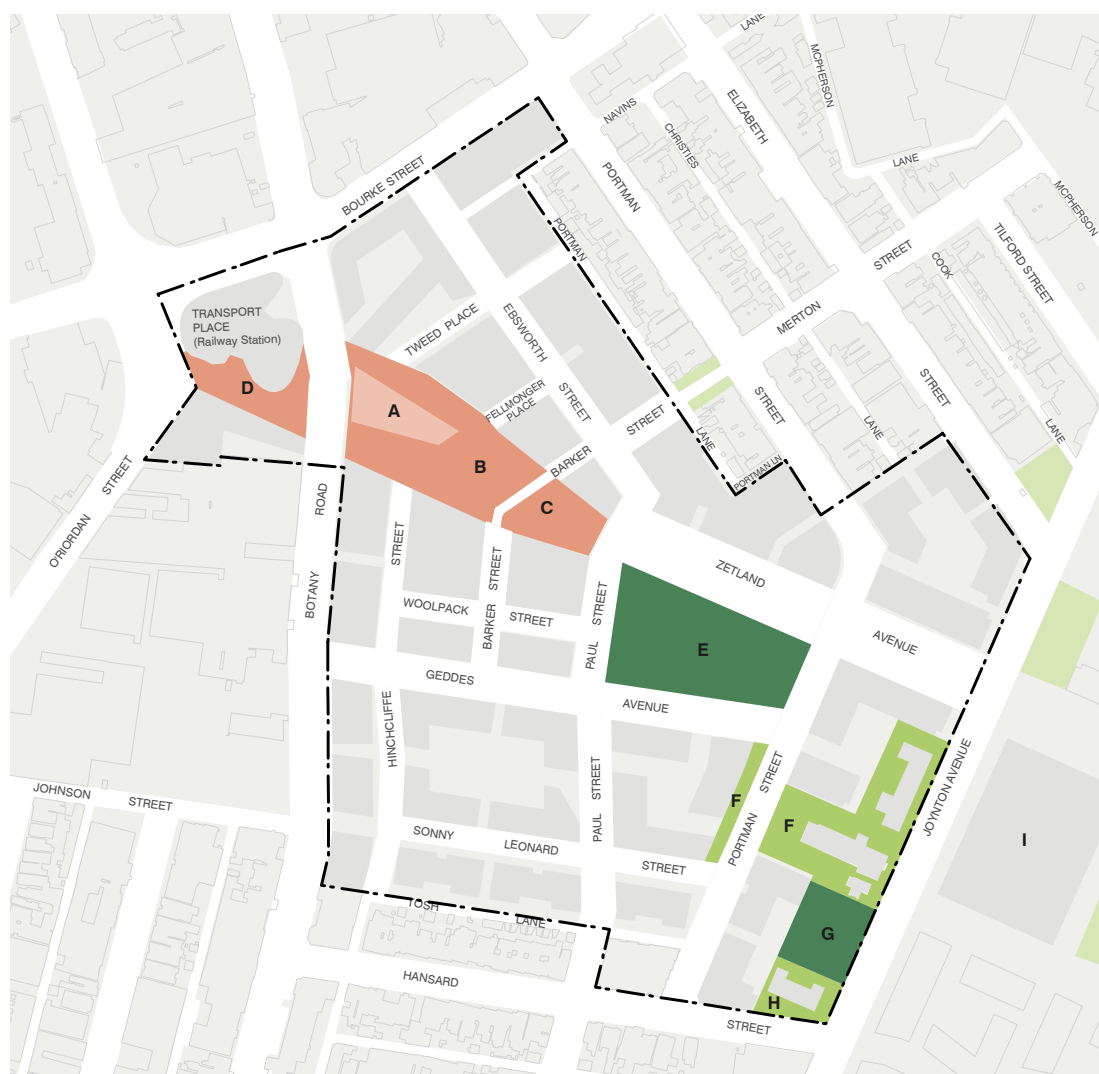 LANE
MCPHERSON
NAVINS
ELIZABETH
CHRISTIES
LANE
BOURKE STREET
PORTMAN
MCPHERSON
PORTMAN
STREET
COOK
TILFORD STREET
TRANSPORT
PLACE
(Railway Station)
TWEED PLACE
EBSWORTH
MERTON
D
A
FELLMONGER
PLACE
STREET
STREET
STREET
STREET
LANE
LANE
LANE
B
BARKER
PORTMAN LN
STREET
ROAD
C
O'RIORDAN
STREET
STREET
ZETLAND
BOTANY
WOOLPACK
STREET
BARKER
STREET
PAUL
AVENUE
E
GEDDES
AVENUE
HINCHCLIFFE
STREET
JOYNTON AVENUE
JOHNSON
STREET
STREET
PAUL
F
F
PORTMAN
SONNY
LEONARD
STREET
I
TOSH
LANE
G
HANSARD
H
STREET